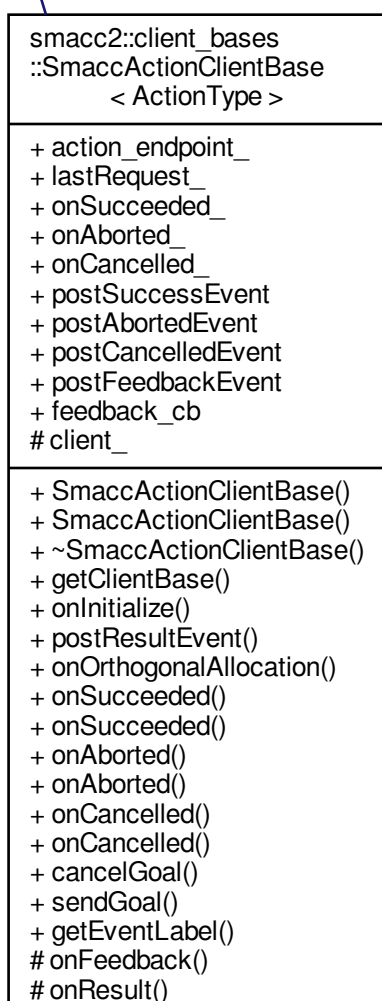 smacc2::client_bases
::SmaccActionClientBase
< ActionType >
+ action_endpoint_
+ lastRequest_
+ onSucceeded_
+ onAborted_
+ onCancelled_
+ postSuccessEvent
+ postAbortedEvent
+ postCancelledEvent
+ postFeedbackEvent
+ feedback_cb
# client_
+ SmaccActionClientBase()
+ SmaccActionClientBase()
+ ~SmaccActionClientBase()
+ getClientBase()
+ onInitialize()
+ postResultEvent()
+ onOrthogonalAllocation()
+ onSucceeded()
+ onSucceeded()
+ onAborted()
+ onAborted()
+ onCancelled()
+ onCancelled()
+ cancelGoal()
+ sendGoal()
+ getEventLabel()
# onFeedback()
# onResult()